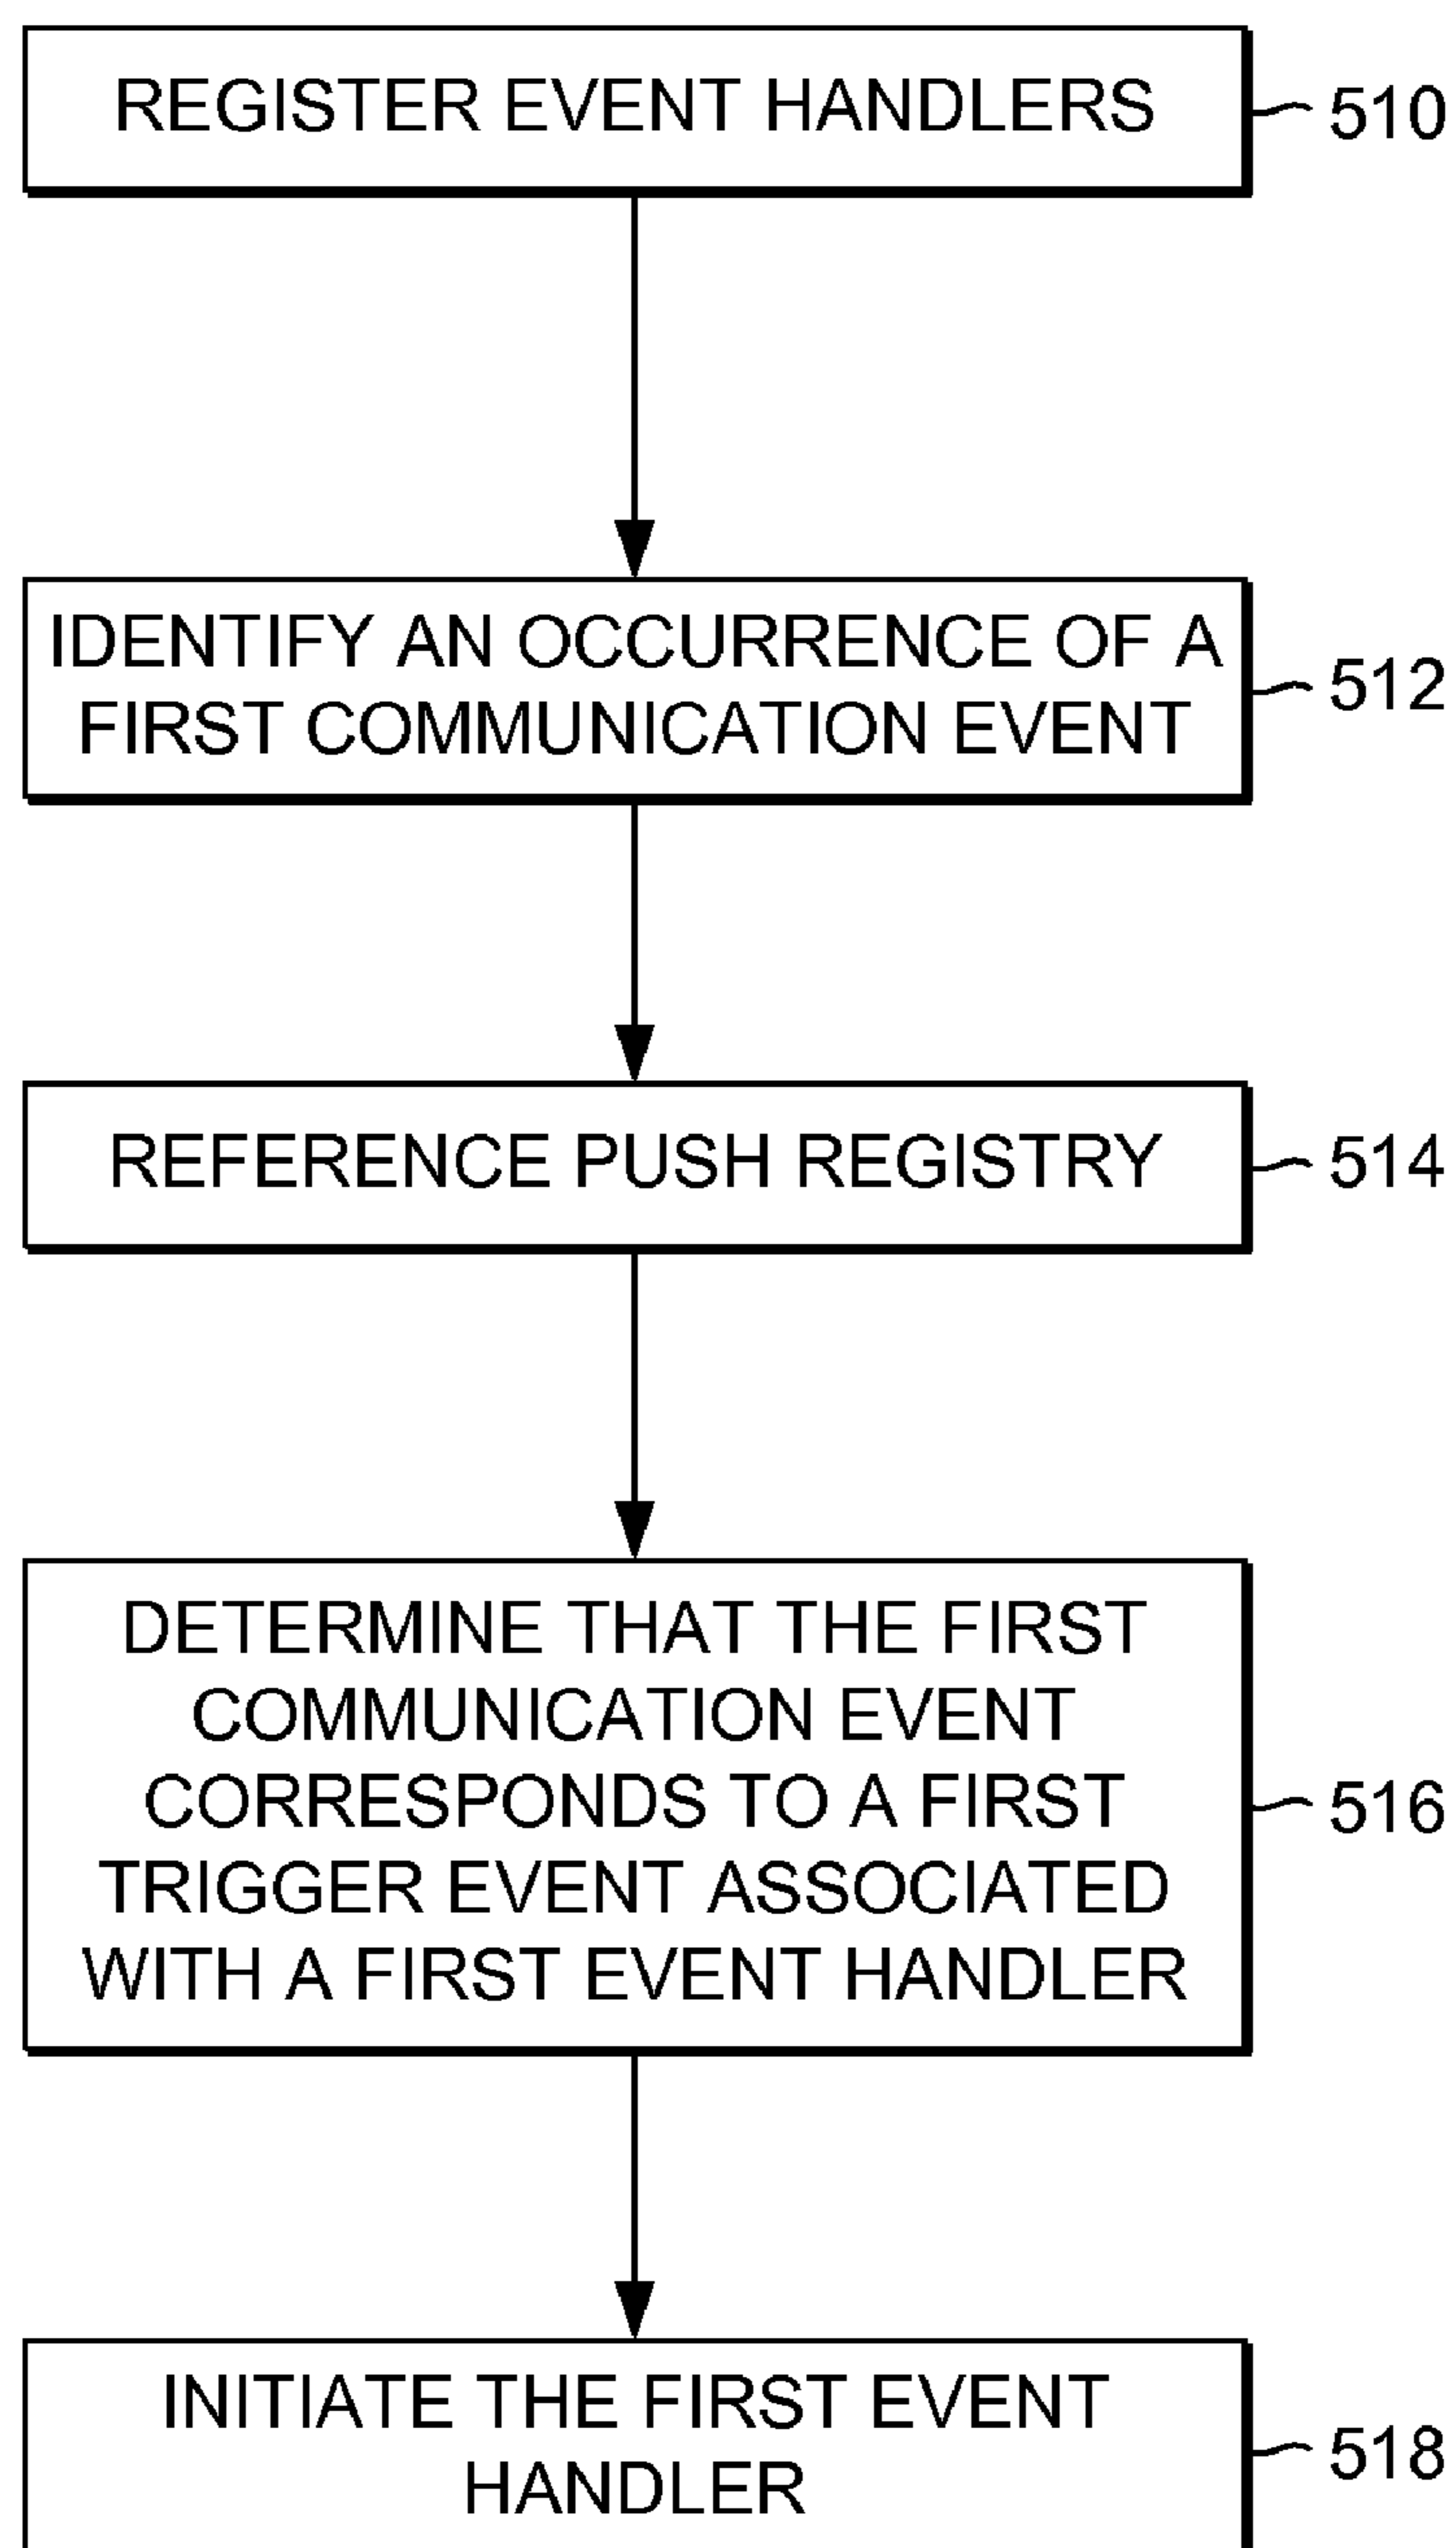 REGISTER EVENT HANDLERS
510
IDENTIFY AN OCCURRENCE OF A
FIRST COMMUNICATION EVENT
512
REFERENCE PUSH REGISTRY
514
DETERMINE THAT THE FIRST
COMMUNICATION EVENT
CORRESPONDS TO A FIRST
TRIGGER EVENT ASSOCIATED
WITH A FIRST EVENT HANDLER
516
INITIATE THE FIRST EVENT
HANDLER
518